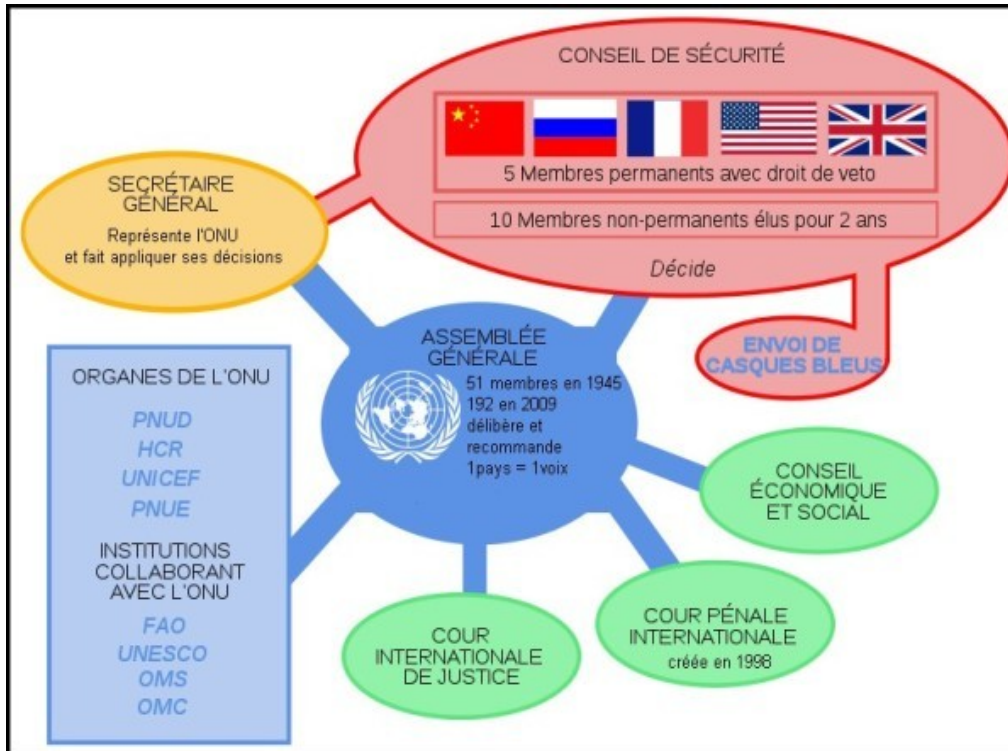 CONSEIL DE SÉCURITÉ
5 Membres permanents avec droit de veto
10 Membres non-permanents élus pour 2 ans
Décide
ENVOI DE
CASQUES BLEUS
SECRÉTAIRE
GÉNÉRAL
Représente l'ONU
et fait appliquer ses décisions
ASSEMBLÉE
GÉNÉRALE
51 membres en 1945
192 en 2009
délibère et
recommande
1pays = 1voix
ORGANES DE L'ONU
PNUD
HCR
UNICEF
PNUE
INSTITUTIONS
COLLABORANT
AVEC L'ONU
FAO
UNESCO
OMS
OMC
CONSEIL
ÉCONOMIQUE
ET SOCIAL
COUR PÉNALE
INTERNATIONALE
créée en 1998
COUR
INTERNATIONALE
DE JUSTICE